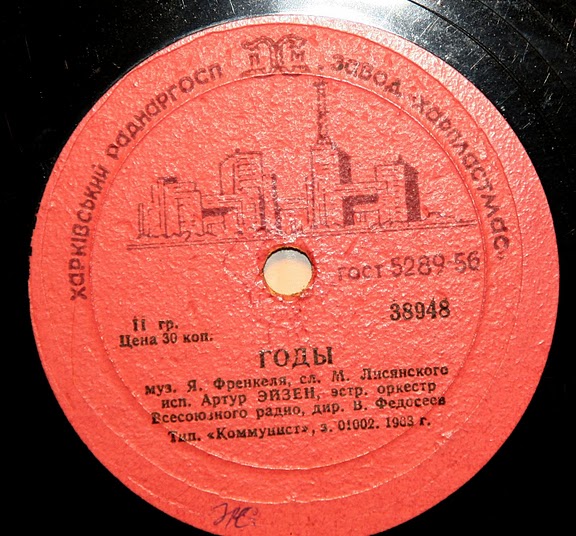 ХАРКІВСЬКИЙ РАДНАРГОСП ЗАВОД «ХАРПЛАСТМАС»
ГОСТ 5289-56
38948
II гр.
Цена 30 коп.
ГОДЫ
муз. Я. Френкеля, сл. М. Лисянского
исп. Артур ЭЙЗЕН, эстр. оркестр
Всесоюзного радио, дир. В. Федосеев
Тип. «Коммунист», з. 01002. 1963 г.